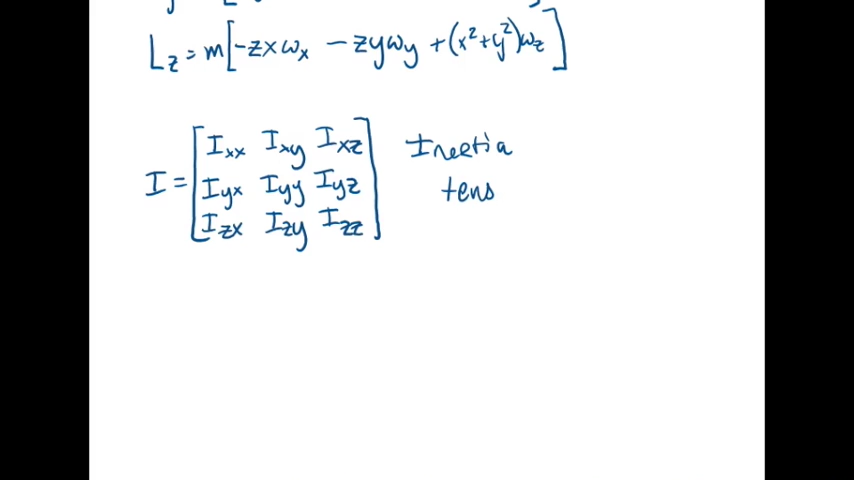 L_z = m[-zxω_x - zyω_y + (x²+y²)ω_z]
I = [I_xx I_xy I_xz Inertia
I_yx I_yy I_yz tens
I_zx I_zy I_zz]